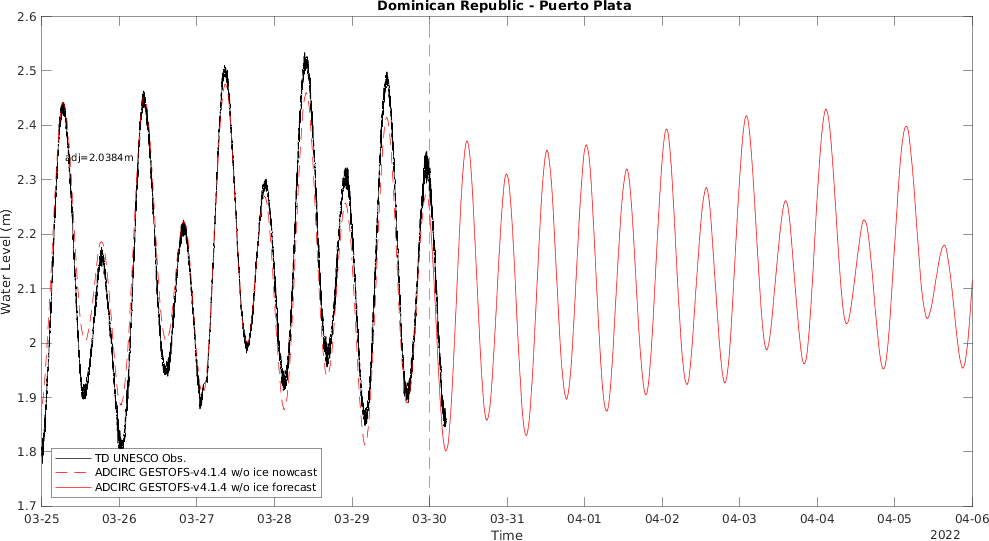 Dominican Republic - Puerto Plata
2.6
2.5
2.4
2.3
2.2
2.1
2
1.9
1.8
1.7
Water Level (m)
adj=2.0384m
TD UNESCO Obs.
ADCIRC GESTOFS-v4.1.4 w/o ice nowcast
ADCIRC GESTOFS-v4.1.4 w/o ice forecast
03-25 03-26 03-27 03-28 03-29 03-30 03-31 04-01 04-02 04-03 04-04 04-05 04-06
Time
2022